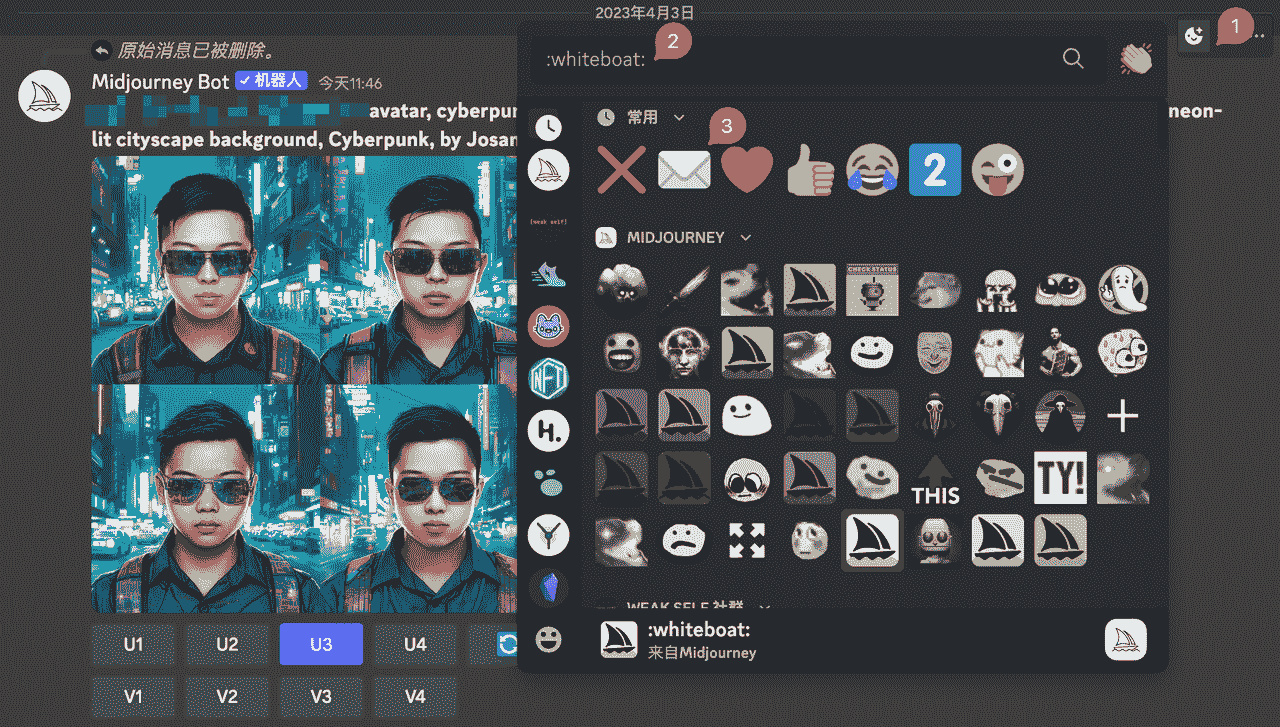 2023年4月3日
1
原始消息已被删除。
:whiteboat:
2
Midjourney Bot ✓ 机器人 今天11:46
avatar, cyberpun
neon-
lit cityscape background, Cyberpunk, by Josan
常用
3
2
[weak self]
MIDJOURNEY
CHECK STATUS
NFT
H.
THIS
TY!
WEAK SELF 社群
:whiteboat:
来自Midjourney
U1 U2 U3 U4
V1 V2 V3 V4